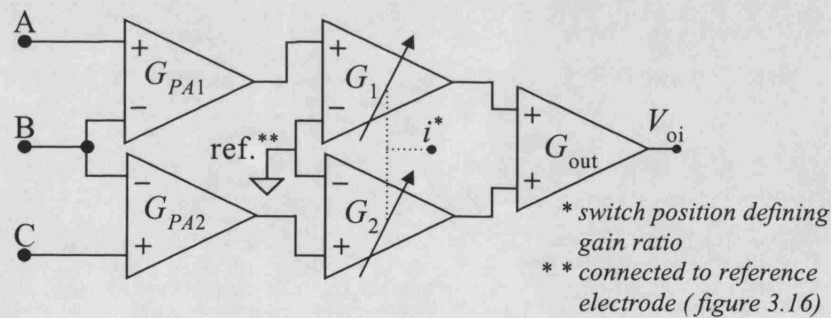 A
+
G_PA1
−
B
−
G_PA2
+
C
ref.**
+
G_1
−
−
G_2
+
i*
+
G_out
+
V_oi
* switch position defining
gain ratio
** connected to reference
electrode (figure 3.16)